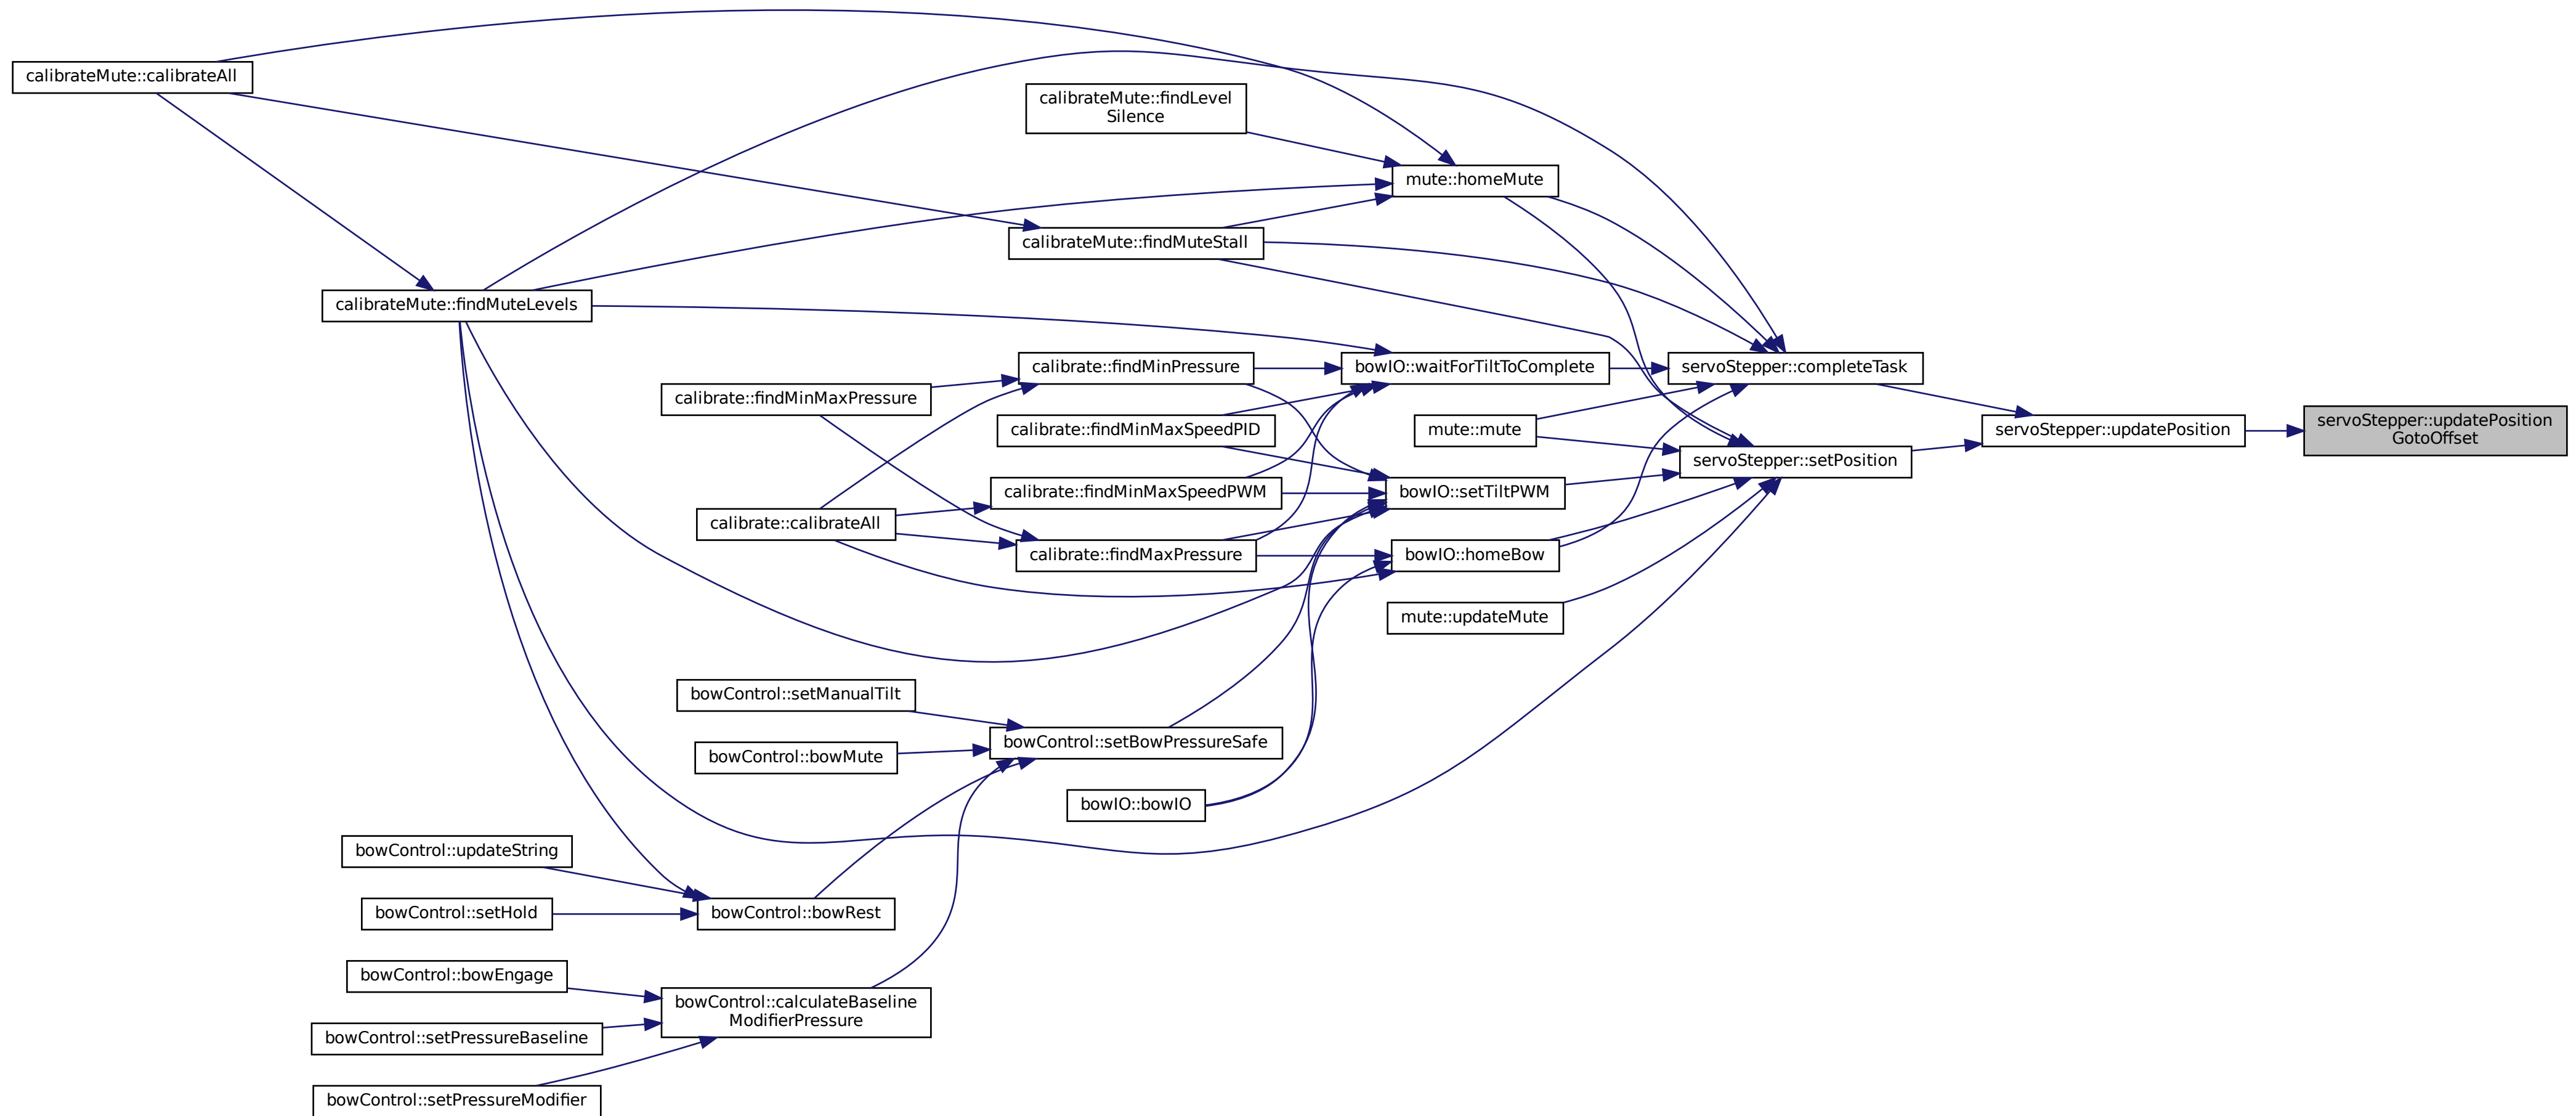 calibrateMute::calibrateAll
calibrateMute::findLevel
Silence
mute::homeMute
calibrateMute::findMuteStall
calibrateMute::findMuteLevels
calibrate::findMinPressure
bowIO::waitForTiltToComplete
servoStepper::completeTask
calibrate::findMinMaxPressure
servoStepper::updatePosition
GotoOffset
calibrate::findMinMaxSpeedPID
mute::mute
servoStepper::updatePosition
servoStepper::setPosition
calibrate::findMinMaxSpeedPWM
bowIO::setTiltPWM
calibrate::calibrateAll
calibrate::findMaxPressure
bowIO::homeBow
mute::updateMute
bowControl::setManualTilt
bowControl::setBowPressureSafe
bowControl::bowMute
bowIO::bowIO
bowControl::updateString
bowControl::setHold
bowControl::bowRest
bowControl::bowEngage
bowControl::calculateBaseline
ModifierPressure
bowControl::setPressureBaseline
bowControl::setPressureModifier